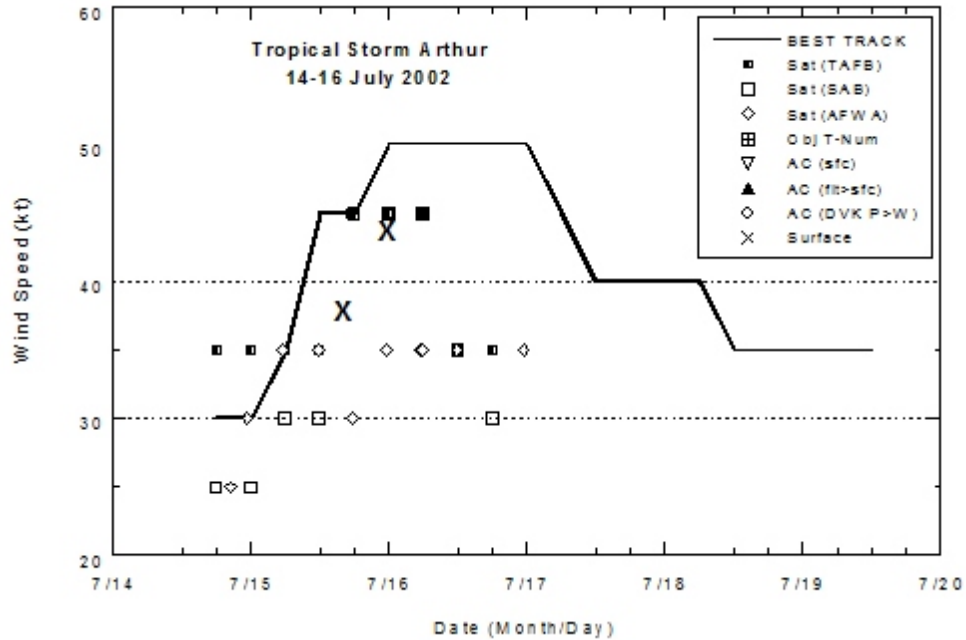 60
50
40
30
20
Wind Speed (kt)
Tropical Storm Arthur
14-16 July 2002
BEST TRACK
Sat (TAFB)
Sat (SAB)
Sat (AFWA)
Obj T-Num
AC (sfc)
AC (flt>sfc)
AC (DVK P>W)
Surface
X
X
7/14
7/15
7/16
7/17
7/18
7/19
7/20
Date (Month/Day)